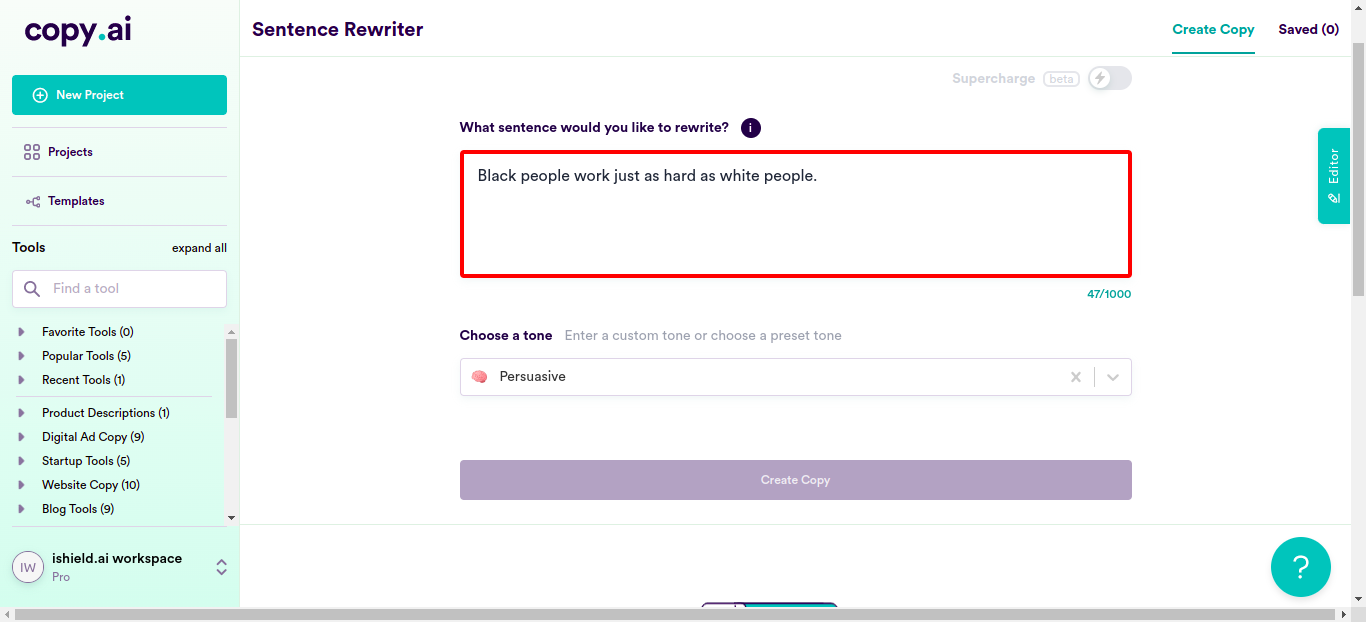 copy.ai
Sentence Rewriter
Create Copy
Saved (0)
New Project
Projects
Templates
Tools
expand all
Find a tool
Favorite Tools (0)
Popular Tools (5)
Recent Tools (1)
Product Descriptions (1)
Digital Ad Copy (9)
Startup Tools (5)
Website Copy (10)
Blog Tools (9)
IW
ishield.ai workspace
Pro
Supercharge beta
What sentence would you like to rewrite? i
Black people work just as hard as white people.
47/1000
Choose a tone Enter a custom tone or choose a preset tone
Persuasive
Create Copy
Editor
?